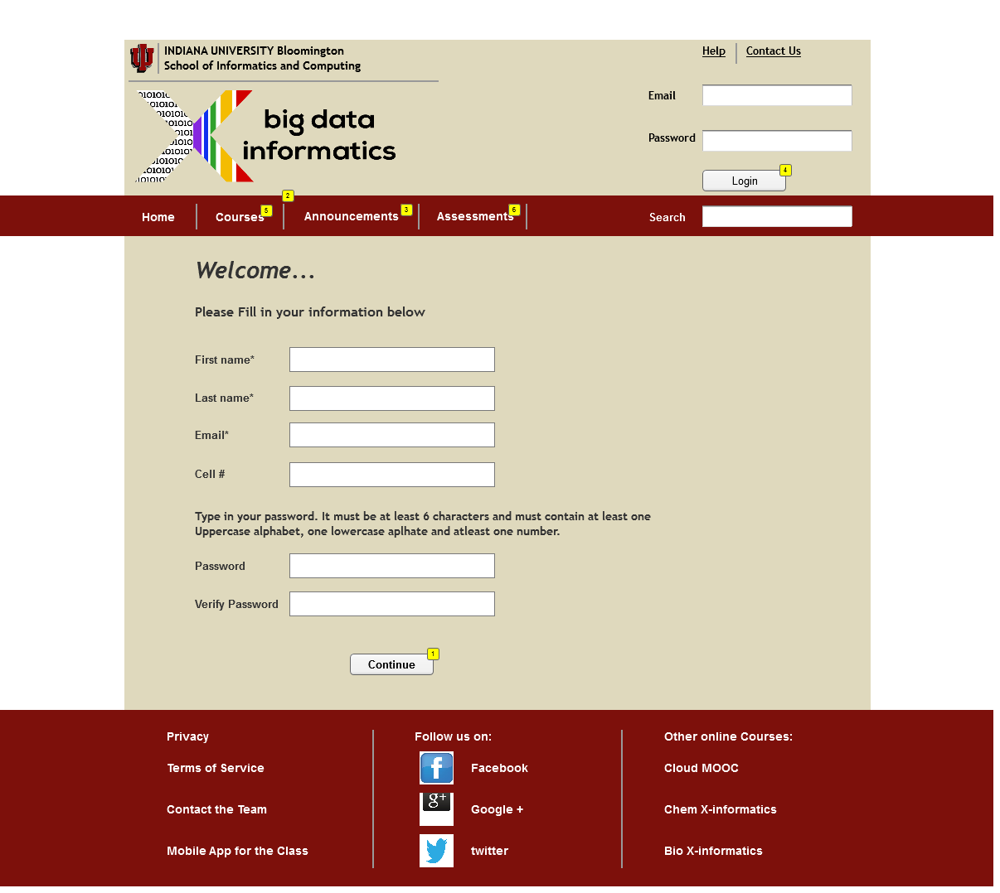 INDIANA UNIVERSITY Bloomington
School of Informatics and Computing
Help
Contact Us
Email
Password
big data
informatics
Login
4
2
Home
Courses
5
Announcements
3
Assessments
6
Search
Welcome...
Please Fill in your information below
First name*
Last name*
Email*
Cell #
Type in your password. It must be at least 6 characters and must contain at least one
Uppercase alphabet, one lowercase aplhate and atleast one number.
Password
Verify Password
Continue
1
Privacy
Terms of Service
Contact the Team
Mobile App for the Class
Follow us on:
f
Facebook
g+
Google +
twitter
Other online Courses:
Cloud MOOC
Chem X-informatics
Bio X-informatics